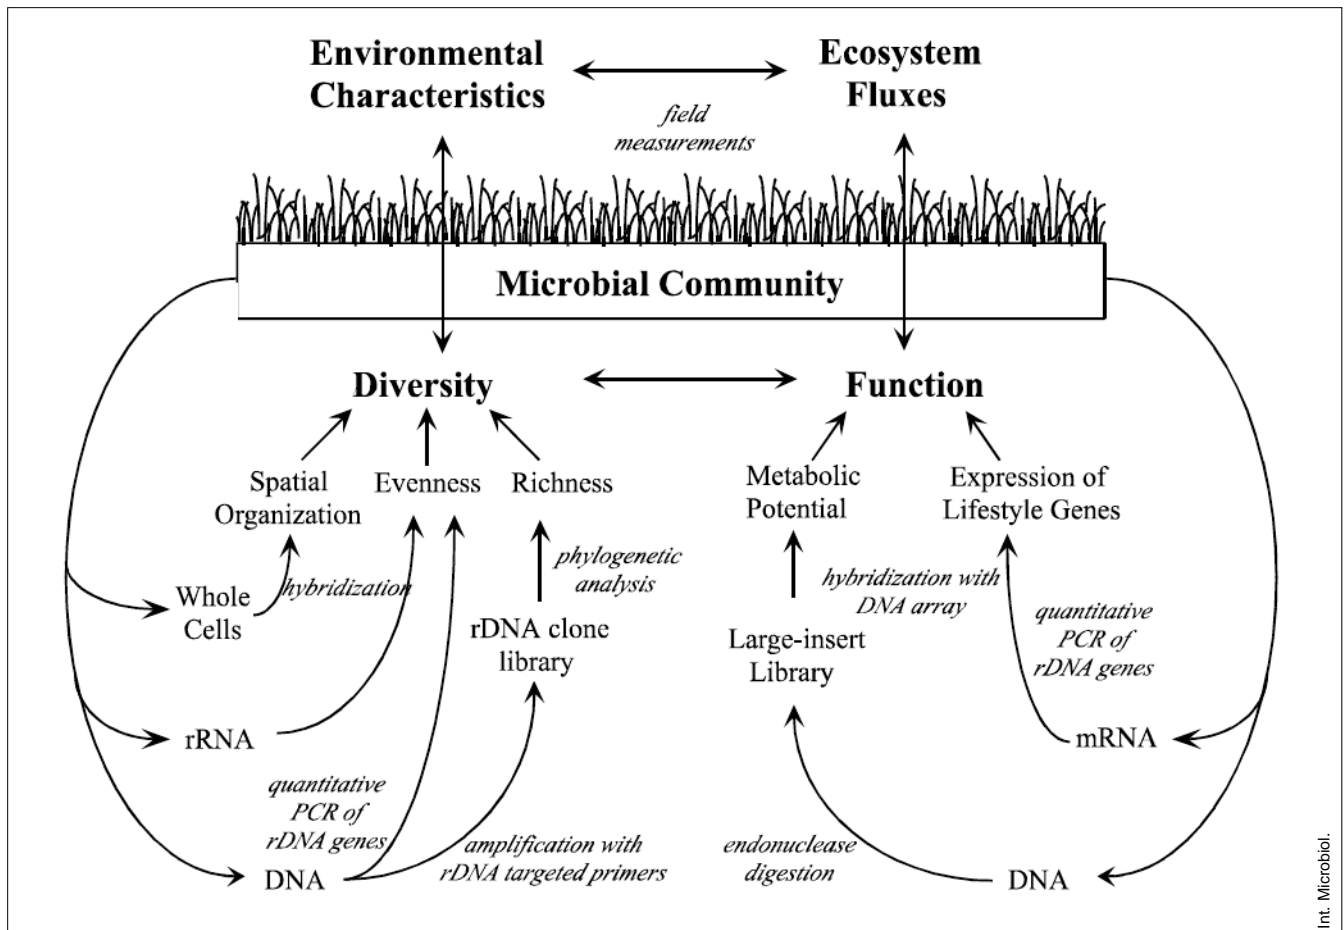 Environmental
Characteristics
Ecosystem
Fluxes
field
measurements
Microbial Community
Diversity
Function
Spatial
Organization
Evenness
Richness
Metabolic
Potential
Expression of
Lifestyle Genes
phylogenetic
analysis
hybridization
hybridization with
DNA array
Whole
Cells
rDNA clone
library
Large-insert
Library
quantitative
PCR of
rDNA genes
rRNA
mRNA
quantitative
PCR of
rDNA genes
amplification with
rDNA targeted primers
endonuclease
digestion
DNA
DNA
Int. Microbiol.